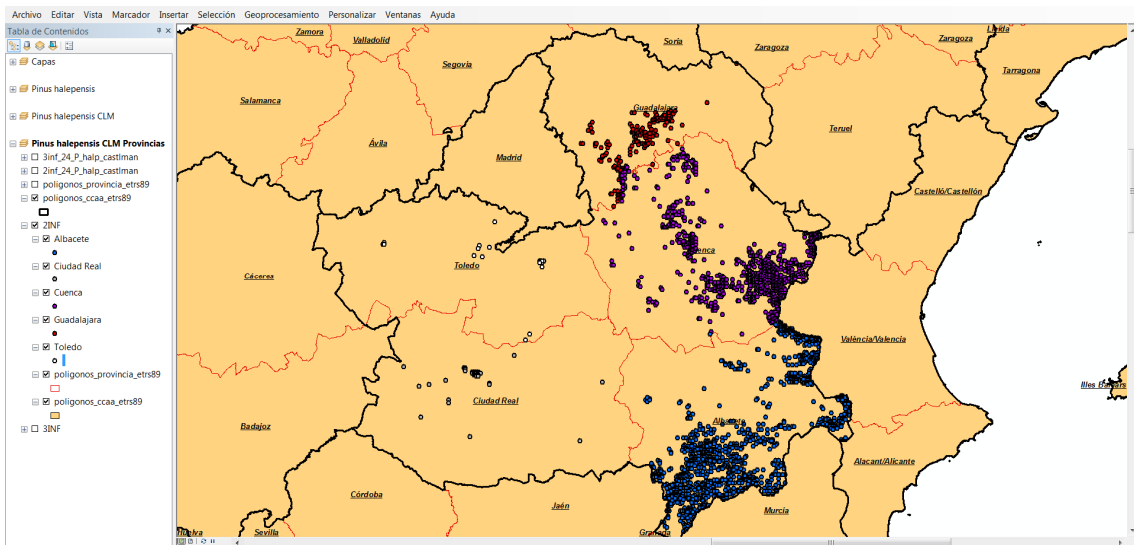 Archivo Editar Vista Marcador Insertar Selección Geoprocesamiento Personalizar Ventanas Ayuda
Tabla de Contenidos
Capas
Pinus halepensis
Pinus halepensis CLM
Pinus halepensis CLM Provincias
3inf_24_P_halp_castlman
2inf_24_P_halp_castlman
poligonos_provincia_etrs89
poligonos_ccaa_etrs89
2INF
Albacete
Ciudad Real
Cuenca
Guadalajara
Toledo
poligonos_provincia_etrs89
poligonos_ccaa_etrs89
3INF
Zamora
Valladolid
Soria
Zaragoza
Zaragoza
Lleida
Segovia
Tarragona
Salamanca
Guadalajara
Teruel
Ávila
Madrid
Castelló/Castellón
Toledo
Cáceres
València/Valencia
Illes Balears
Ciudad Real
Badajoz
Albacete
Alacant/Alicante
Córdoba
Jaén
Murcia
Huelva
Sevilla
Granada